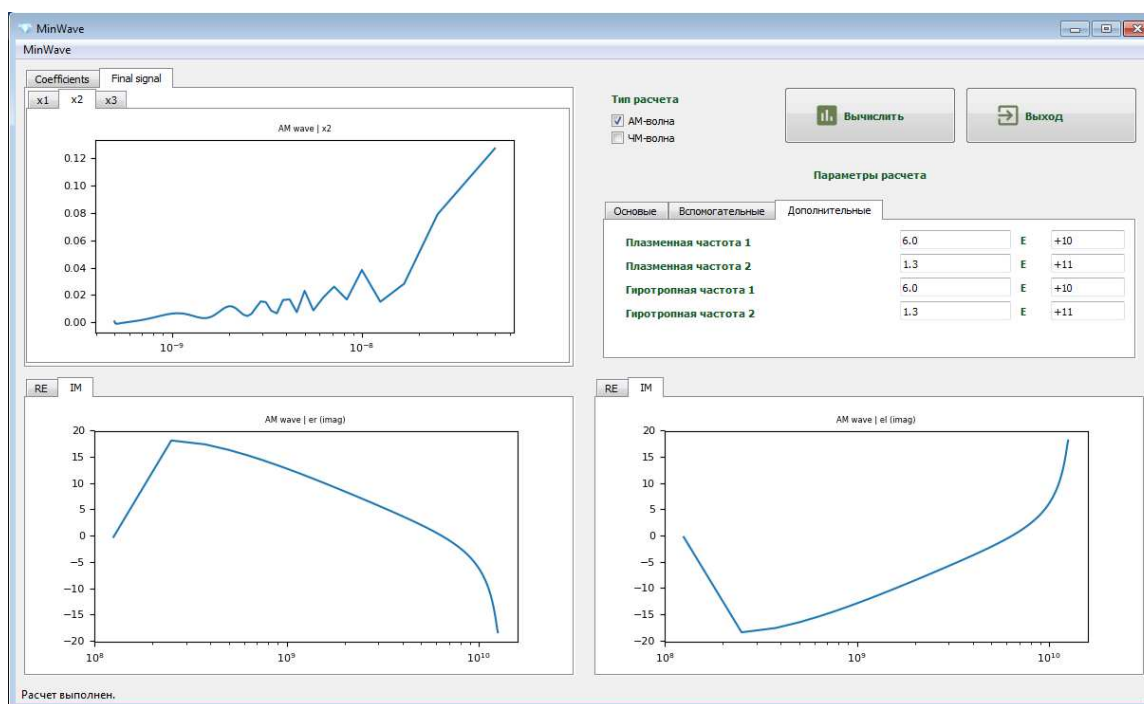 MinWave
MinWave
Coefficients Final signal
x1 x2 x3
AM wave | x2
0.12
0.10
0.08
0.06
0.04
0.02
0.00
10⁻⁹ 10⁻⁸
Тип расчета
АМ-волна
ЧМ-волна
Вычислить
Выход
Параметры расчета
Основые Вспомогательные Дополнительные
Плазменная частота 1 6.0 E +10
Плазменная частота 2 1.3 E +11
Гиротропная частота 1 6.0 E +10
Гиротропная частота 2 1.3 E +11
RE IM
AM wave | er (imag)
20
15
10
5
0
−5
−10
−15
−20
10⁸ 10⁹ 10¹⁰
RE IM
AM wave | el (imag)
20
15
10
5
0
−5
−10
−15
−20
10⁸ 10⁹ 10¹⁰
Расчет выполнен.